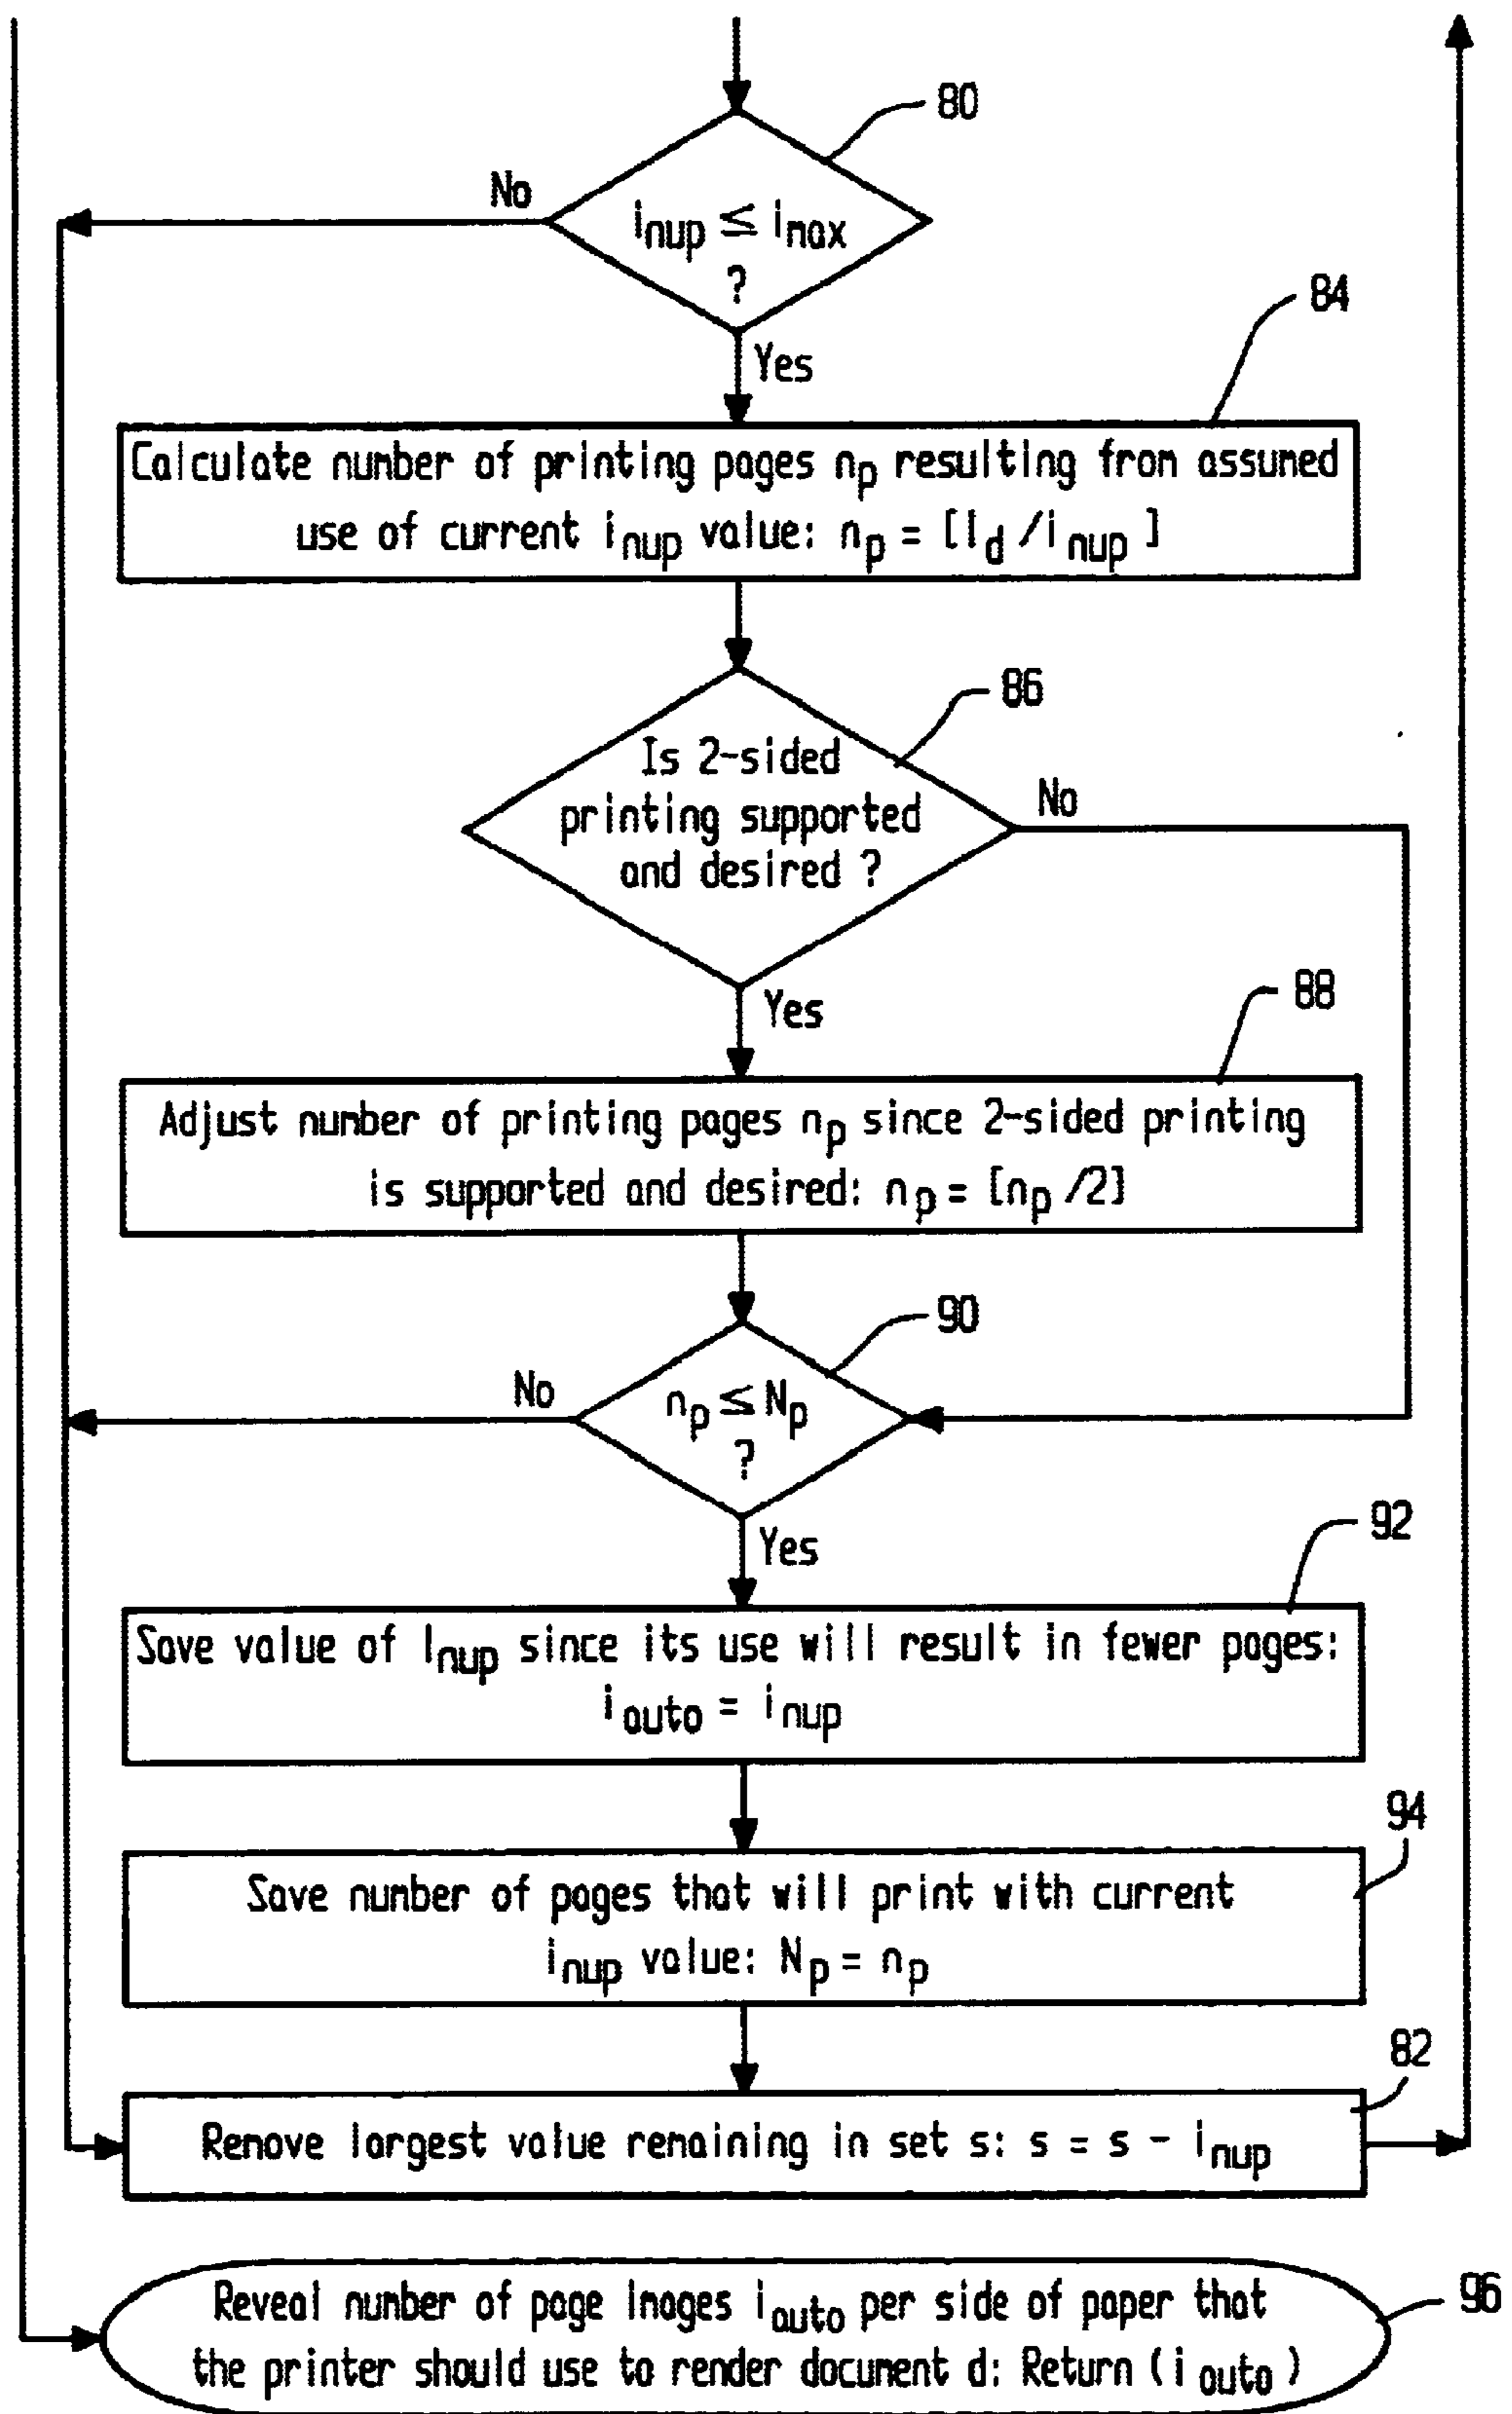 80
No
i_nup ≤ i_max
?
Yes
84
Calculate number of printing pages n_p resulting from assumed
use of current i_nup value: n_p = [I_d /i_nup ]
86
Is 2-sided
printing supported
and desired ?
No
Yes
88
Adjust number of printing pages n_p since 2-sided printing
is supported and desired: n_p = [n_p /2]
90
No
n_p ≤ N_p
?
Yes
92
Save value of I_nup since its use will result in fewer pages:
i_auto = i_nup
94
Save number of pages that will print with current
i_nup value: N_p = n_p
82
Remove largest value remaining in set s: s = s - i_nup
96
Reveal number of page images i_auto per side of paper that
the printer should use to render document d: Return (i_auto )